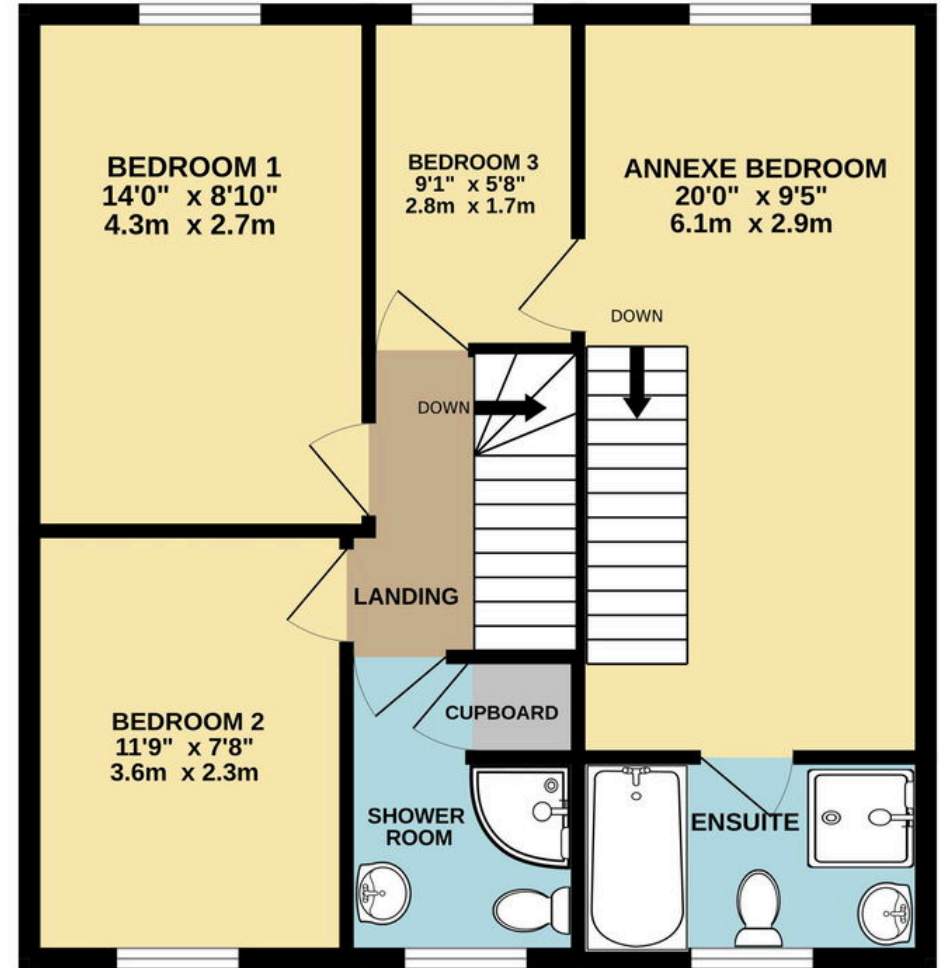 BEDROOM 1
14'0" x 8'10"
4.3m x 2.7m
BEDROOM 3
9'1" x 5'8"
2.8m x 1.7m
ANNEXE BEDROOM
20'0" x 9'5"
6.1m x 2.9m
DOWN
DOWN
LANDING
BEDROOM 2
11'9" x 7'8"
3.6m x 2.3m
CUPBOARD
SHOWER
ROOM
ENSUITE